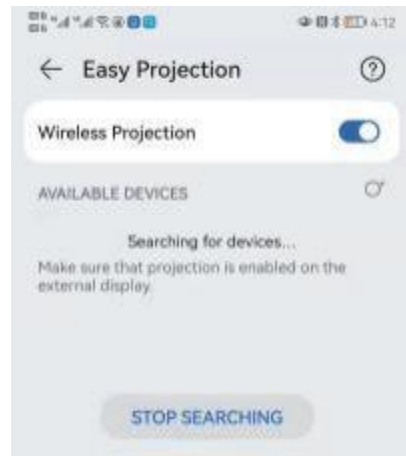 4:12
Easy Projection
Wireless Projection
AVAILABLE DEVICES
Searching for devices...
Make sure that projection is enabled on the
external display.
STOP SEARCHING